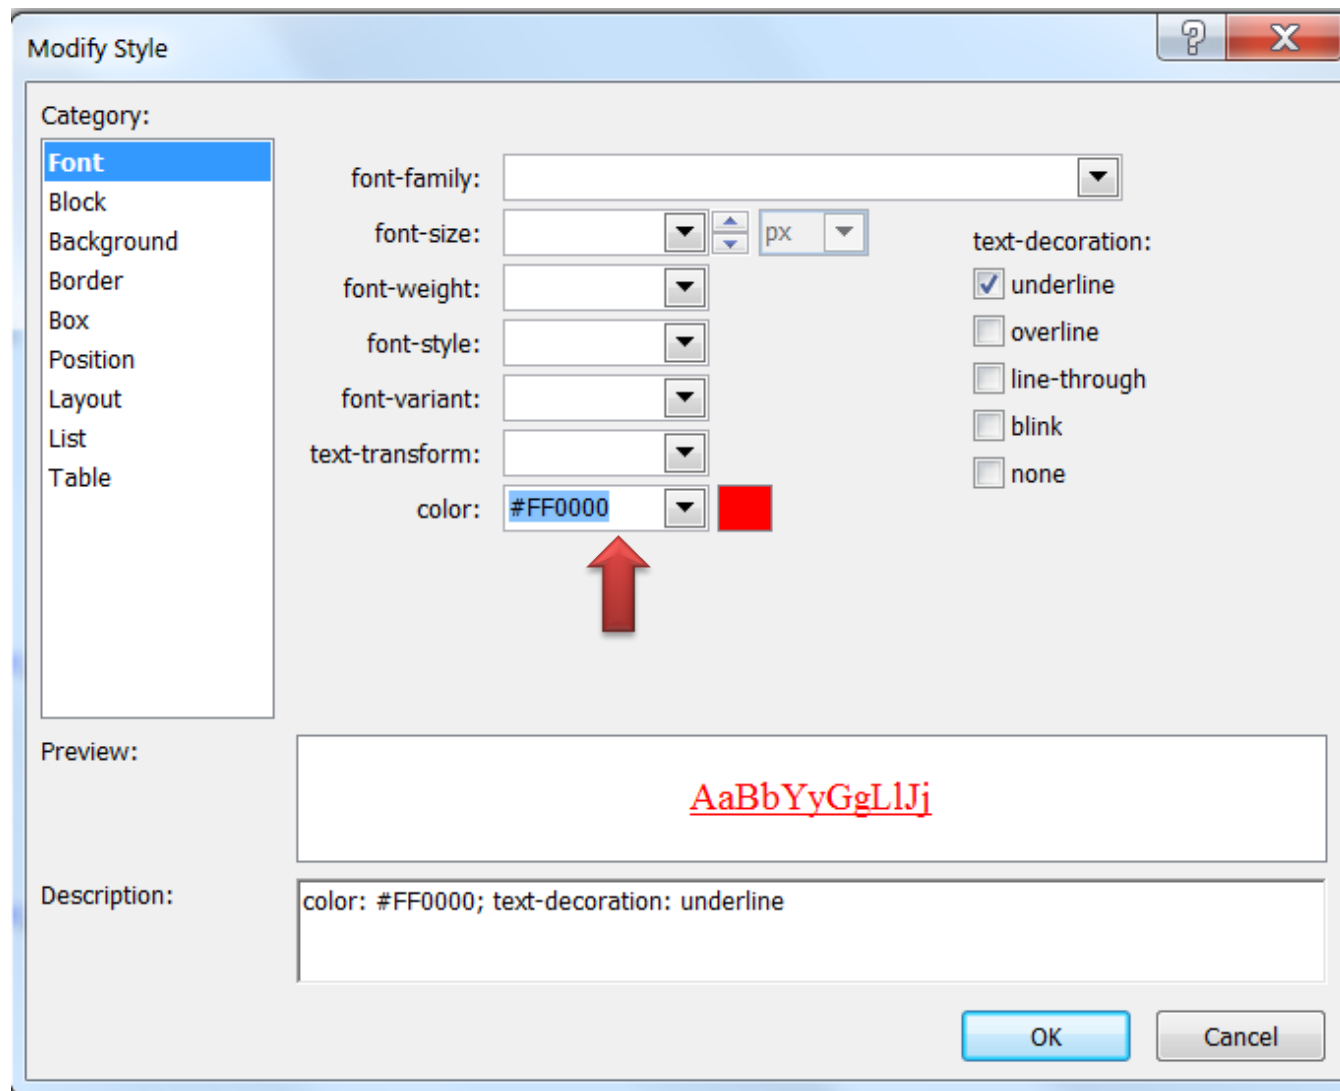 Modify Style
Category:
Font
Block
Background
Border
Box
Position
Layout
List
Table
font-family:
font-size:
px
font-weight:
font-style:
font-variant:
text-transform:
color:
#FF0000
text-decoration:
underline
overline
line-through
blink
none
Preview:
AaBbYyGgLlJj
Description:
color: #FF0000; text-decoration: underline
OK
Cancel